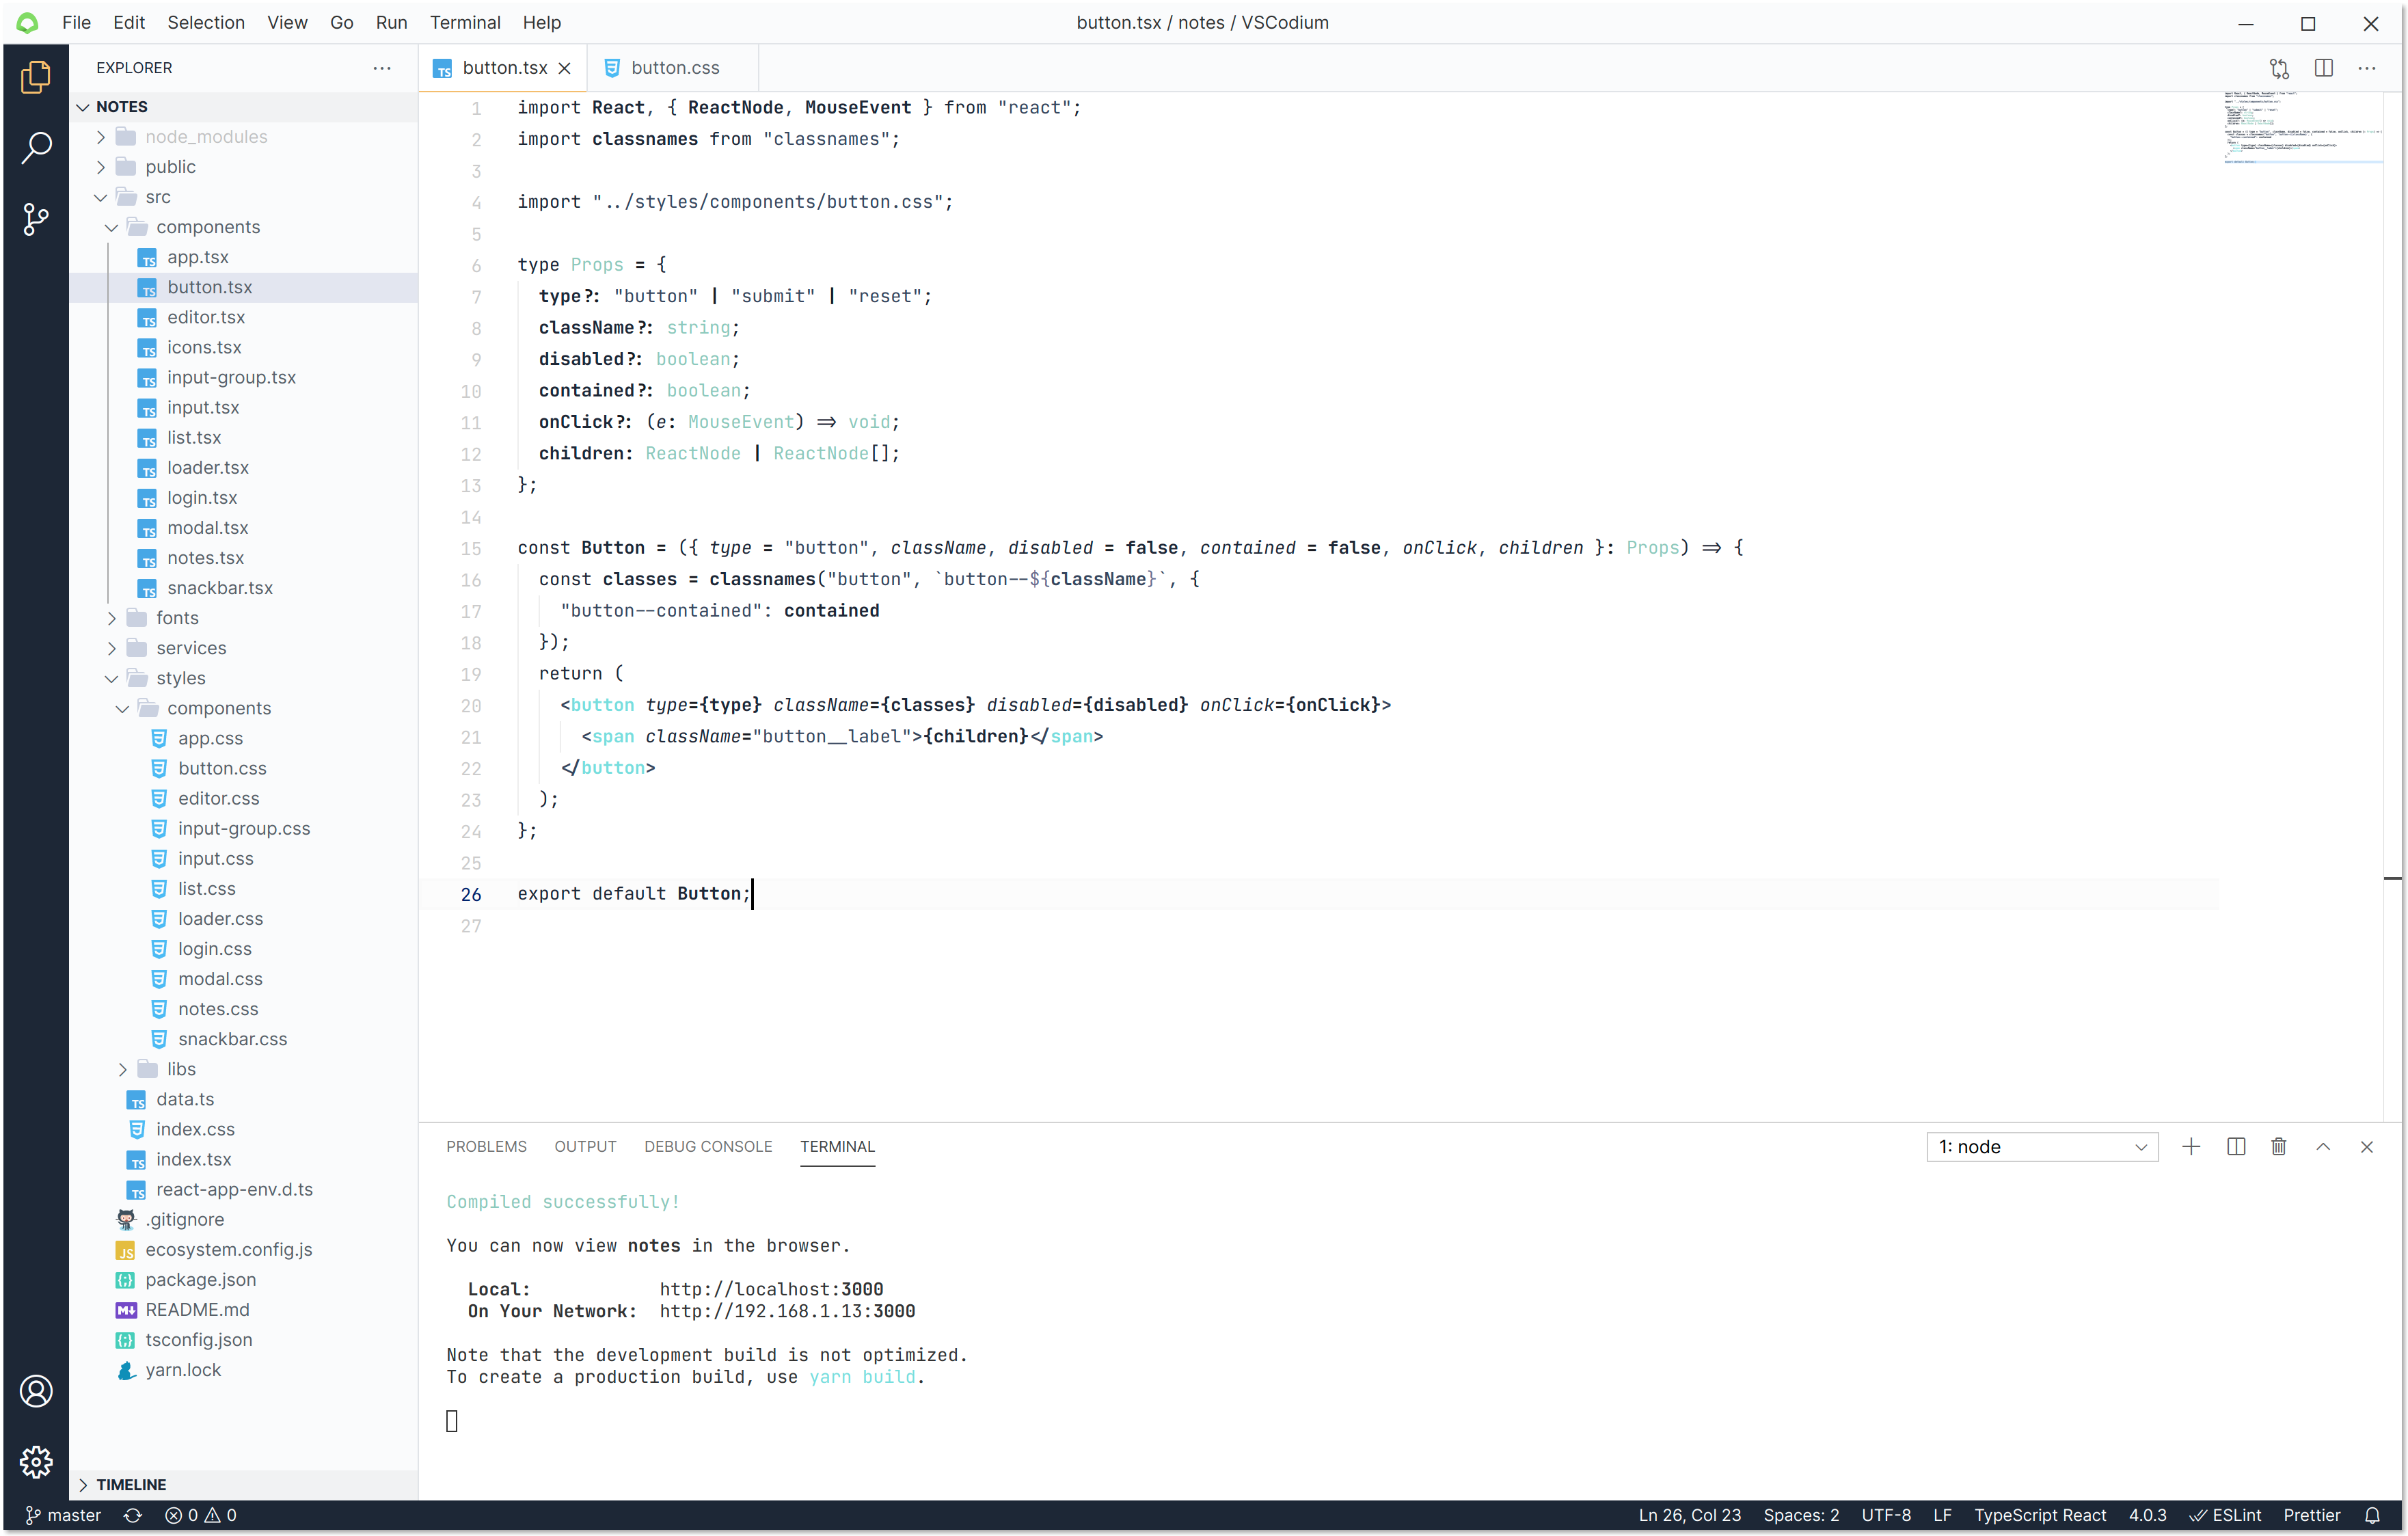 File Edit Selection View Go Run Terminal Help
button.tsx / notes / VSCodium
EXPLORER
NOTES
node_modules
public
src
components
app.tsx
button.tsx
editor.tsx
icons.tsx
input-group.tsx
input.tsx
list.tsx
loader.tsx
login.tsx
modal.tsx
notes.tsx
snackbar.tsx
fonts
services
styles
components
app.css
button.css
editor.css
input-group.css
input.css
list.css
loader.css
login.css
modal.css
notes.css
snackbar.css
libs
data.ts
index.css
index.tsx
react-app-env.d.ts
.gitignore
ecosystem.config.js
package.json
README.md
tsconfig.json
yarn.lock
TIMELINE
button.tsx
button.css
1 import React, { ReactNode, MouseEvent } from "react";
2 import classnames from "classnames";
3
4 import "../styles/components/button.css";
5
6 type Props = {
7 type?: "button" | "submit" | "reset";
8 className?: string;
9 disabled?: boolean;
10 contained?: boolean;
11 onClick?: (e: MouseEvent) => void;
12 children: ReactNode | ReactNode[];
13 };
14
15 const Button = ({ type = "button", className, disabled = false, contained = false, onClick, children }: Props) => {
16 const classes = classnames("button", `button--${className}`, {
17 "button--contained": contained
18 });
19 return (
20 <button type={type} className={classes} disabled={disabled} onClick={onClick}>
21 <span className="button__label">{children}</span>
22 </button>
23 );
24 };
25
26 export default Button;
27
PROBLEMS OUTPUT DEBUG CONSOLE TERMINAL
1: node
Compiled successfully!
You can now view notes in the browser.
Local: http://localhost:3000
On Your Network: http://192.168.1.13:3000
Note that the development build is not optimized.
To create a production build, use yarn build.
master 0 0
Ln 26, Col 23 Spaces: 2 UTF-8 LF TypeScript React 4.0.3 ESLint Prettier